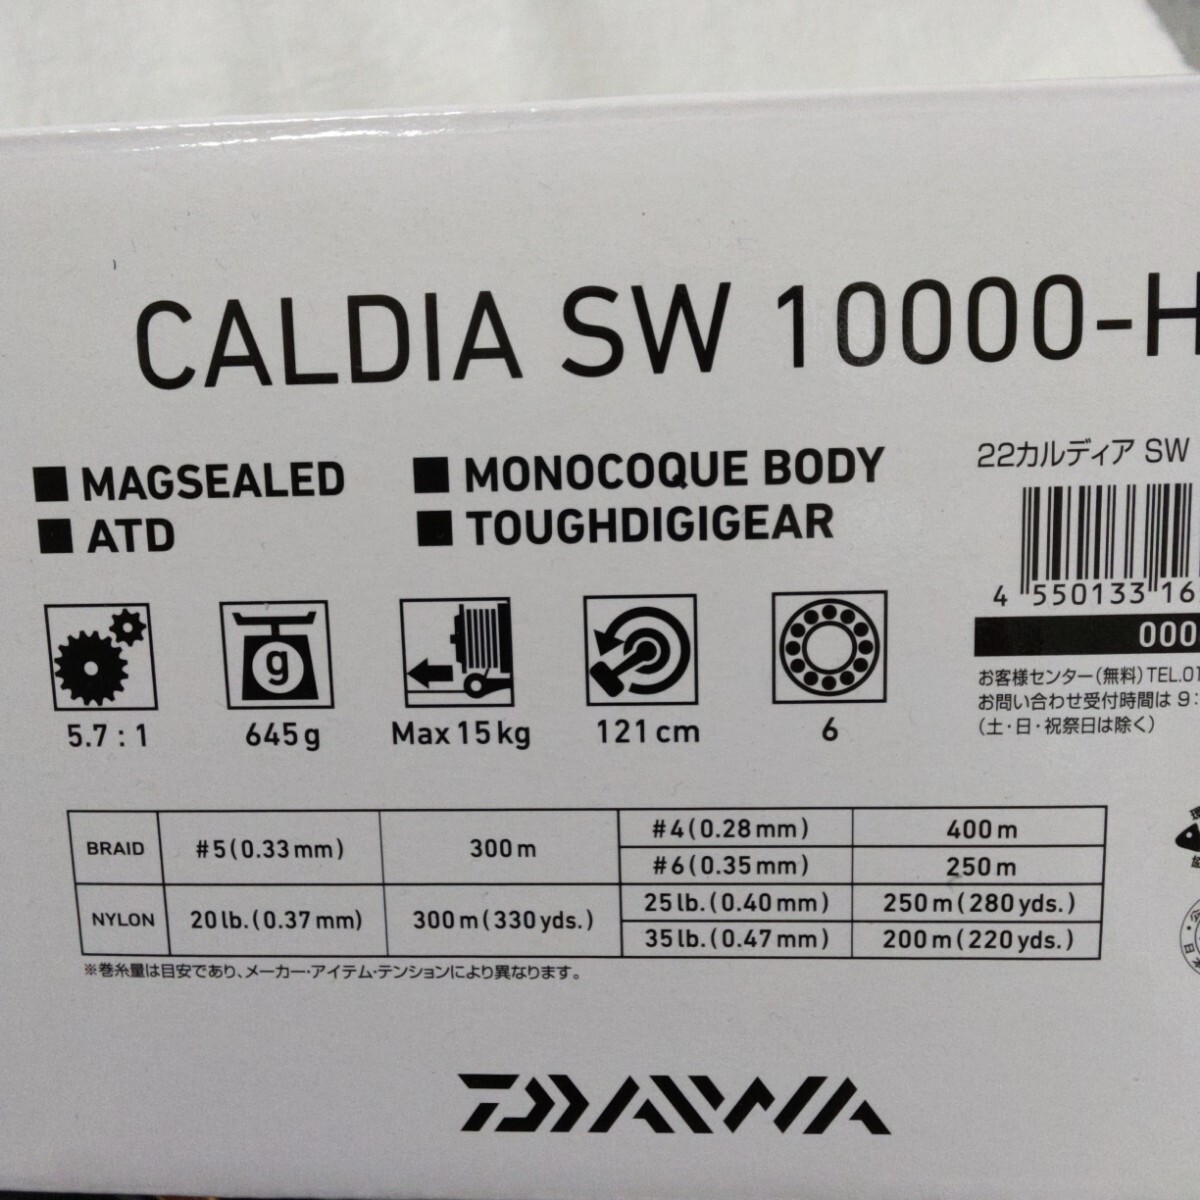 CALDIA SW 10000-H
■ MAGSEALED
■ MONOCOQUE BODY
■ ATD
■ TOUGHDIGIGEAR
22カルディア SW
4 550133 16
000
お客様センター(無料)TEL.01
お問い合わせ受付時間は 9:
(土・日・祝祭日は除く)
g
5.7 : 1
645g
Max 15kg
121cm
6
BRAID #5(0.33mm) 300m #4(0.28mm) 400m
#6(0.35mm) 250m
NYLON 20lb.(0.37mm) 300m(330yds.) 25lb.(0.40mm) 250m(280yds.)
35lb.(0.47mm) 200m(220yds.)
※巻糸量は目安であり、メーカー・アイテム・テンションにより異なります。
DAIWA